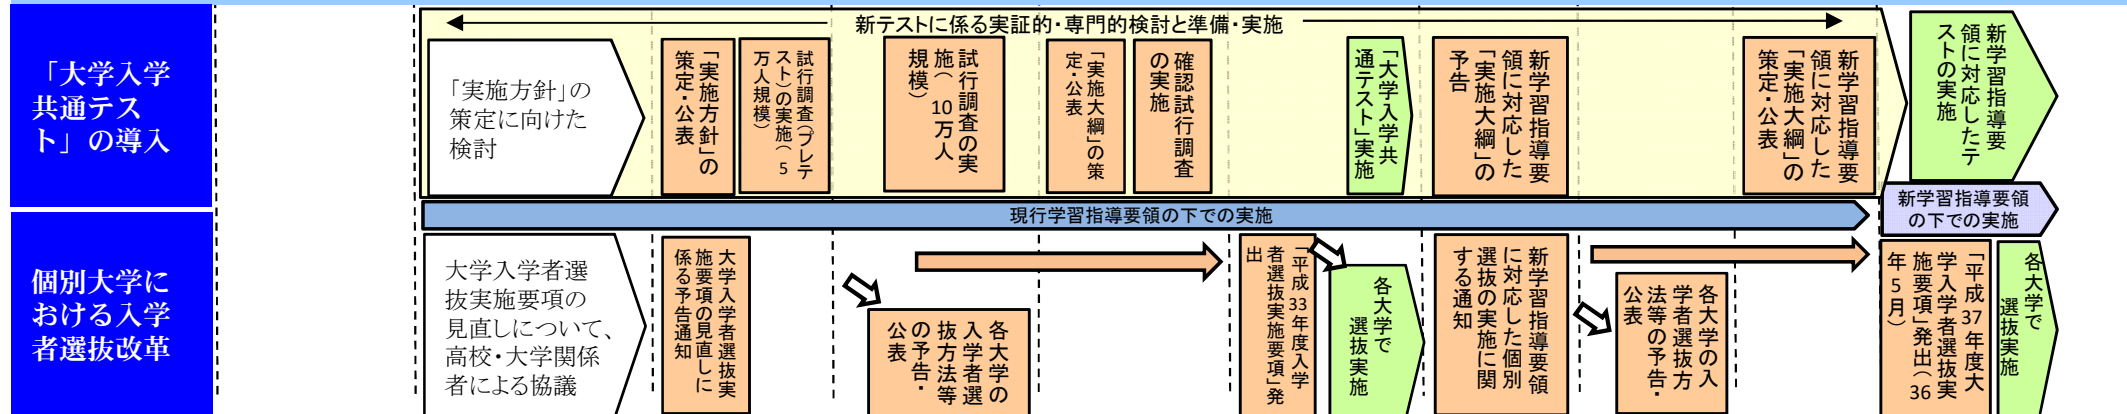 「大学入学
共通テス
ト」の導入
新テストに係る実証的・専門的検討と準備・実施
「実施方針」の
策定に向けた
検討
「実施方針」の
策定・公表
試行調査(プレテ
スト)の実施(5
万人規模)
試行調査の実
施(10万人
規模)
「実施大綱」の策
定・公表
確認試行調査
の実施
「大学入学共
通テスト」実施
新学習指導要
領に対応した
「実施大綱」の
予告
新学習指導要
領に対応した
「実施大綱」の
策定・公表
新学習指導要
領に対応したテ
ストの実施
現行学習指導要領の下での実施
新学習指導要領
の下での実施
個別大学に
おける入学
者選抜改革
大学入学者選
抜実施要項の
見直しについて、
高校・大学関係
者による協議
大学入学者選抜実
施要項の見直しに
係る予告通知
各大学の
入学者選
抜方法等
の予告・
公表
「平成33年度入学
者選抜実施要項」発
出
各大学で
選抜実施
新学習指導要領
に対応した個別
選抜の実施に関
する通知
各大学の入
学者選抜方
法等の予告・
公表
「平成37年度大
学入学者選抜実
施要項」発出(36
年5月)
各大学で
選抜実施